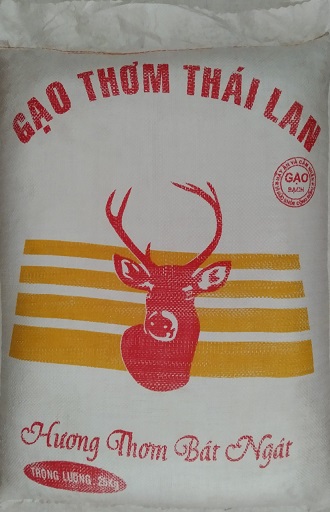 GẠO THƠM THÁI LAN
GẠO
BẠCH
Hương Thơm Bát Ngát
TRỌNG LƯỢNG: 25Kg